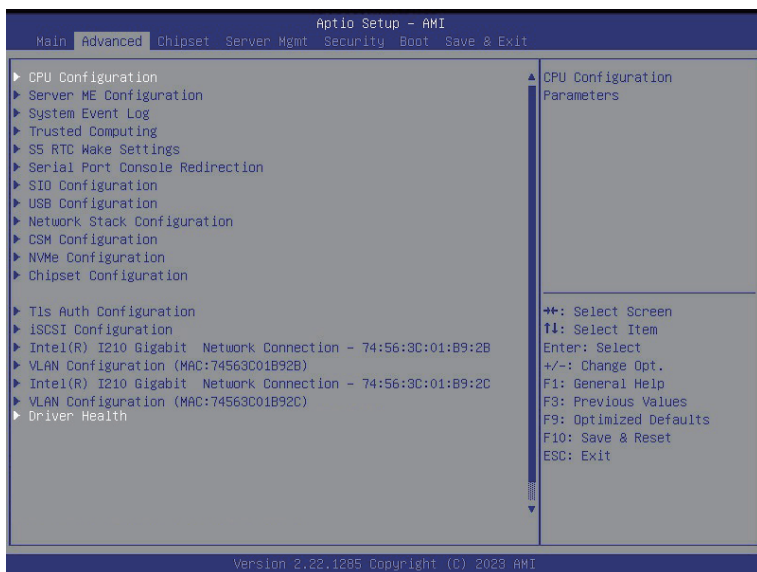 Aptio Setup – AMI
Main Advanced Chipset Server Mgmt Security Boot Save & Exit
CPU Configuration
Server ME Configuration
System Event Log
Trusted Computing
S5 RTC Wake Settings
Serial Port Console Redirection
SIO Configuration
USB Configuration
Network Stack Configuration
CSM Configuration
NVMe Configuration
Chipset Configuration
Tls Auth Configuration
iSCSI Configuration
Intel(R) I210 Gigabit Network Connection – 74:56:3C:01:B9:2B
VLAN Configuration (MAC:74563C01B92B)
Intel(R) I210 Gigabit Network Connection – 74:56:3C:01:B9:2C
VLAN Configuration (MAC:74563C01B92C)
Driver Health
CPU Configuration
Parameters
→←: Select Screen
↑↓: Select Item
Enter: Select
+/-: Change Opt.
F1: General Help
F3: Previous Values
F9: Optimized Defaults
F10: Save & Reset
ESC: Exit
Version 2.22.1285 Copyright (C) 2023 AMI